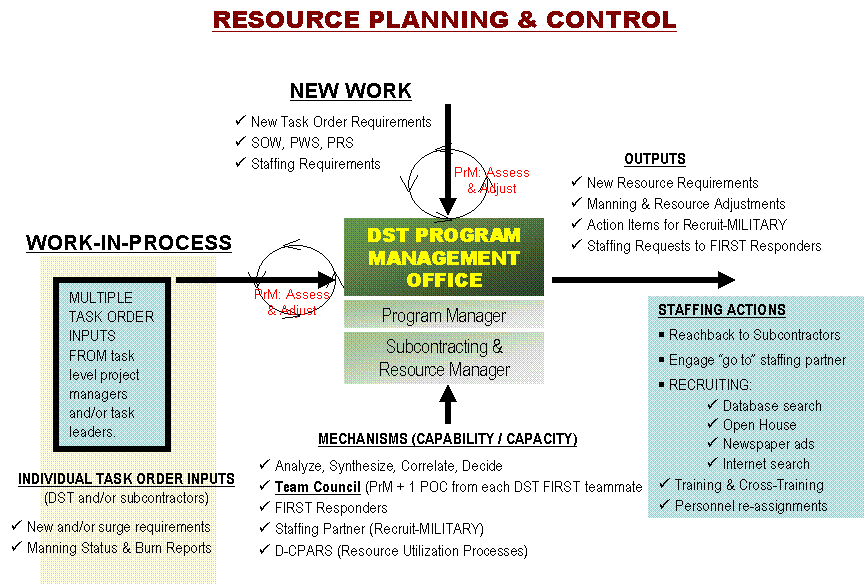 RESOURCE PLANNING & CONTROL
NEW WORK
✓ New Task Order Requirements
✓ SOW, PWS, PRS
✓ Staffing Requirements
PrM: Assess
& Adjust
OUTPUTS
✓ New Resource Requirements
✓ Manning & Resource Adjustments
✓ Action Items for Recruit-MILITARY
✓ Staffing Requests to FIRST Responders
WORK-IN-PROCESS
MULTIPLE
TASK ORDER
INPUTS
FROM task
level project
managers
and/or task
leaders.
PrM: Assess
& Adjust
DST PROGRAM
MANAGEMENT
OFFICE
Program Manager
Subcontracting &
Resource Manager
STAFFING ACTIONS
▪ Reachback to Subcontractors
▪ Engage “go to” staffing partner
▪ RECRUITING:
✓ Database search
✓ Open House
✓ Newspaper ads
✓ Internet search
✓ Training & Cross-Training
✓ Personnel re-assignments
INDIVIDUAL TASK ORDER INPUTS
(DST and/or subcontractors)
✓ New and/or surge requirements
✓ Manning Status & Burn Reports
MECHANISMS (CAPABILITY / CAPACITY)
✓ Analyze, Synthesize, Correlate, Decide
✓ Team Council (PrM + 1 POC from each DST FIRST teammate
✓ FIRST Responders
✓ Staffing Partner (Recruit-MILITARY)
✓ D-CPARS (Resource Utilization Processes)